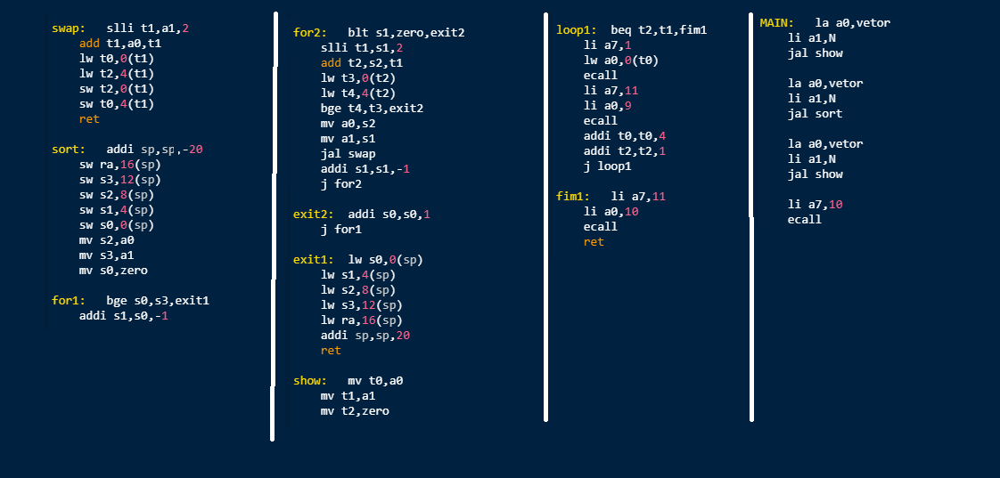 swap: slli t1,a1,2
add t1,a0,t1
lw t0,0(t1)
lw t2,4(t1)
sw t2,0(t1)
sw t0,4(t1)
ret
sort: addi sp,sp,-20
sw ra,16(sp)
sw s3,12(sp)
sw s2,8(sp)
sw s1,4(sp)
sw s0,0(sp)
mv s2,a0
mv s3,a1
mv s0,zero
for1: bge s0,s3,exit1
addi s1,s0,-1
for2: blt s1,zero,exit2
slli t1,s1,2
add t2,s2,t1
lw t3,0(t2)
lw t4,4(t2)
bge t4,t3,exit2
mv a0,s2
mv a1,s1
jal swap
addi s1,s1,-1
j for2
exit2: addi s0,s0,1
j for1
exit1: lw s0,0(sp)
lw s1,4(sp)
lw s2,8(sp)
lw s3,12(sp)
lw ra,16(sp)
addi sp,sp,20
ret
show: mv t0,a0
mv t1,a1
mv t2,zero
loop1: beq t2,t1,fim1
li a7,1
lw a0,0(t0)
ecall
li a7,11
li a0,9
ecall
addi t0,t0,4
addi t2,t2,1
j loop1
fim1: li a7,11
li a0,10
ecall
ret
MAIN: la a0,vetor
li a1,N
jal show
la a0,vetor
li a1,N
jal sort
la a0,vetor
li a1,N
jal show
li a7,10
ecall